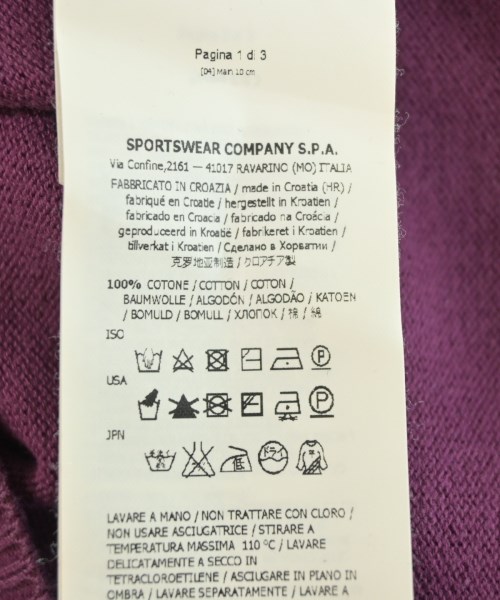 Pagina 1 di 3
[04] Main 10 cm
SPORTSWEAR COMPANY S.P.A.
Via Confine,2161 — 41017 RAVARINO (MO) ITALIA
FABBRICATO IN CROAZIA / made in Croatia (HR) /
fabriqué en Croatie / hergestellt in Kroatien /
fabricado en Croacia / fabricado na Croácia /
geproduceerd in Kroatië / fabrikeret i Kroatien /
tillverkat i Kroatien / Сделано в Хорватии /
克罗地亚制造 / クロアチア製
100% COTONE / COTTON / COTON /
BAUMWOLLE / ALGODÓN / ALGODÃO / KATOEN
/ BOMULD / BOMULL / ХЛОПОК / 棉 / 綿
ISO
P
USA
P
JPN
低 ドライ
LAVARE A MANO / NON TRATTARE CON CLORO /
NON USARE ASCIUGATRICE / STIRARE A
TEMPERATURA MASSIMA 110 °C / LAVARE
DELICATAMENTE A SECCO IN
TETRACLOROETILENE / ASCIUGARE IN PIANO IN
OMBRA / LAVARE SEPARATAMENTE / LAVARE A